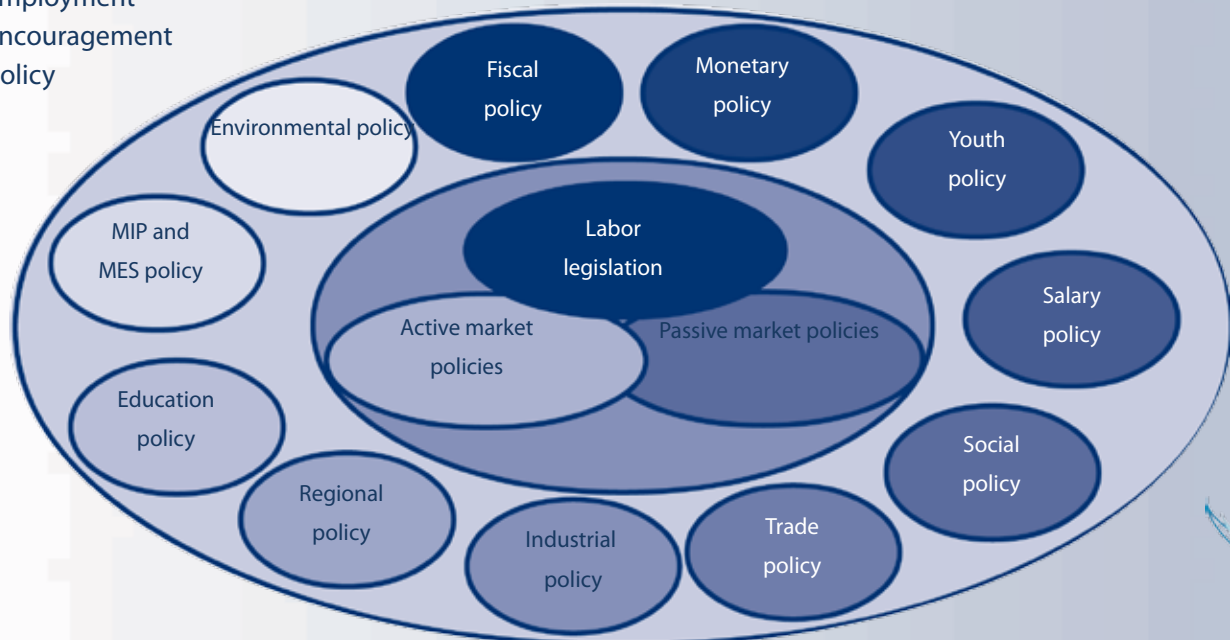 mployment
ncouragement
olicy
Fiscal
policy
Monetary
policy
Environmental policy
Youth
policy
MIP and
MES policy
Labor
legislation
Salary
policy
Active market
policies
Passive market policies
Education
policy
Social
policy
Regional
policy
Industrial
policy
Trade
policy